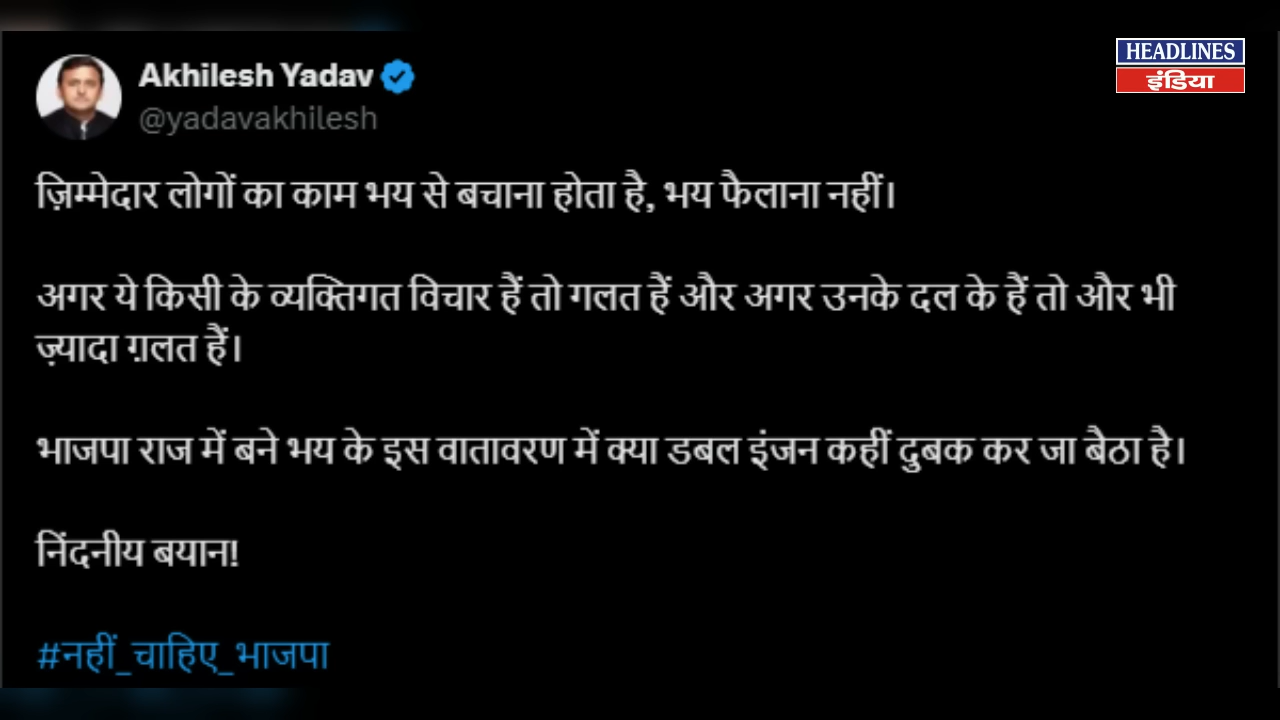 Akhilesh Yadav
@yadavakhilesh
HEADLINES
इंडिया
ज़िम्मेदार लोगों का काम भय से बचाना होता है, भय फैलाना नहीं।
अगर ये किसी के व्यक्तिगत विचार हैं तो गलत हैं और अगर उनके दल के हैं तो और भी
ज़्यादा ग़लत हैं।
भाजपा राज में बने भय के इस वातावरण में क्या डबल इंजन कहीं दुबक कर जा बैठा है।
निंदनीय बयान!
#नहीं_चाहिए_भाजपा